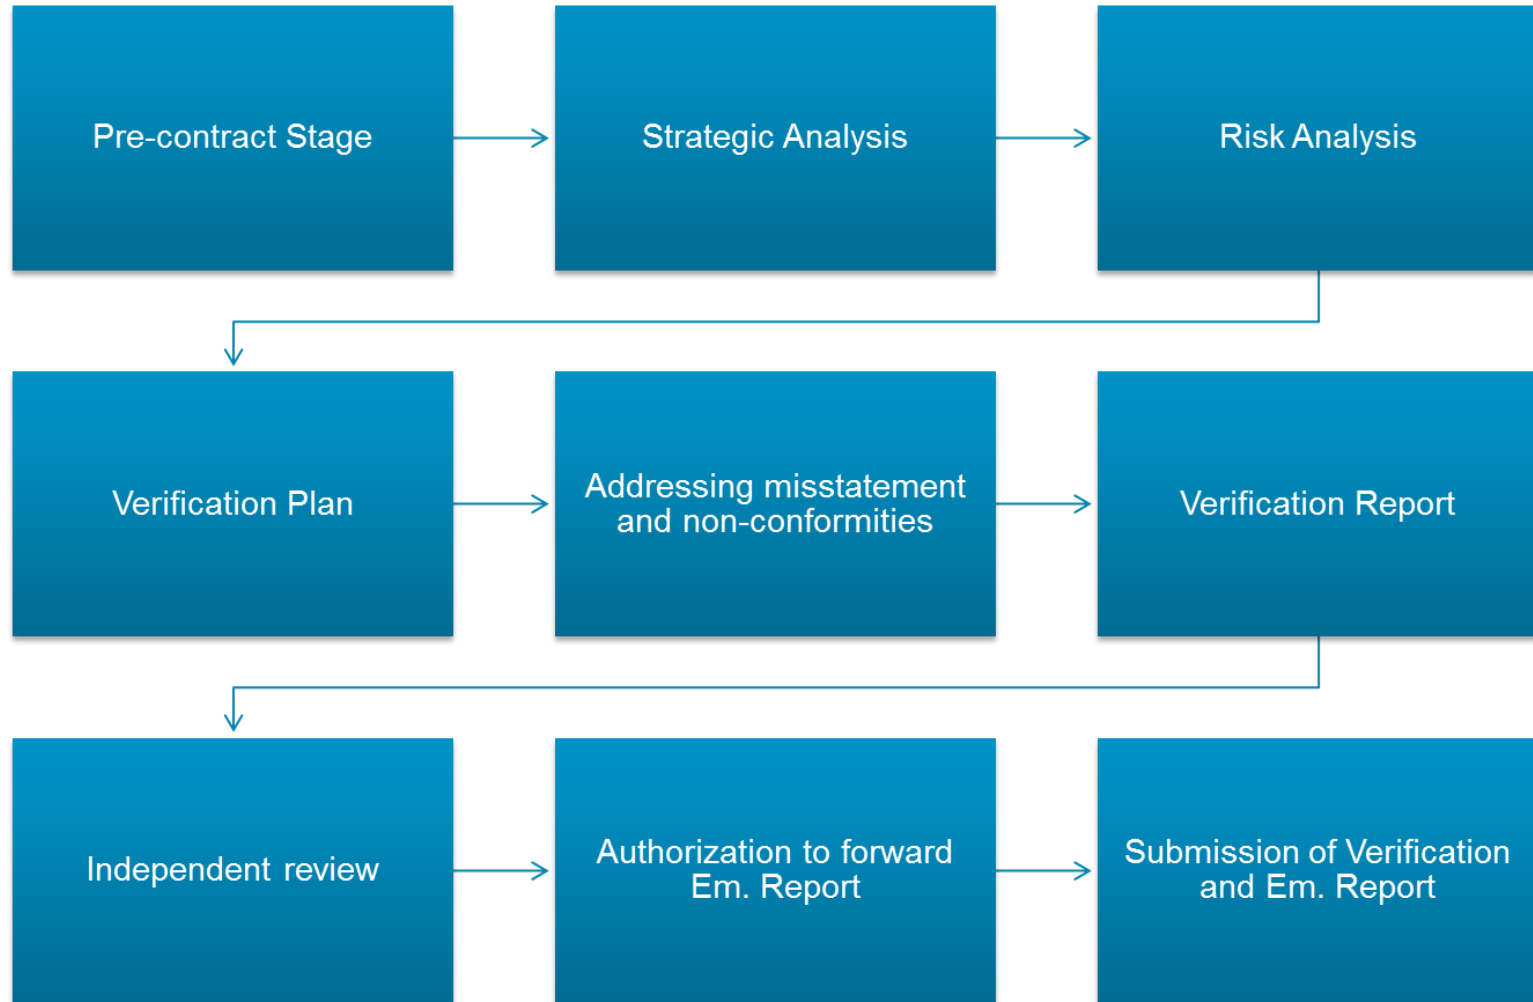 Pre-contract Stage
Strategic Analysis
Risk Analysis
Verification Plan
Addressing misstatement
and non-conformities
Verification Report
Independent review
Authorization to forward
Em. Report
Submission of Verification
and Em. Report